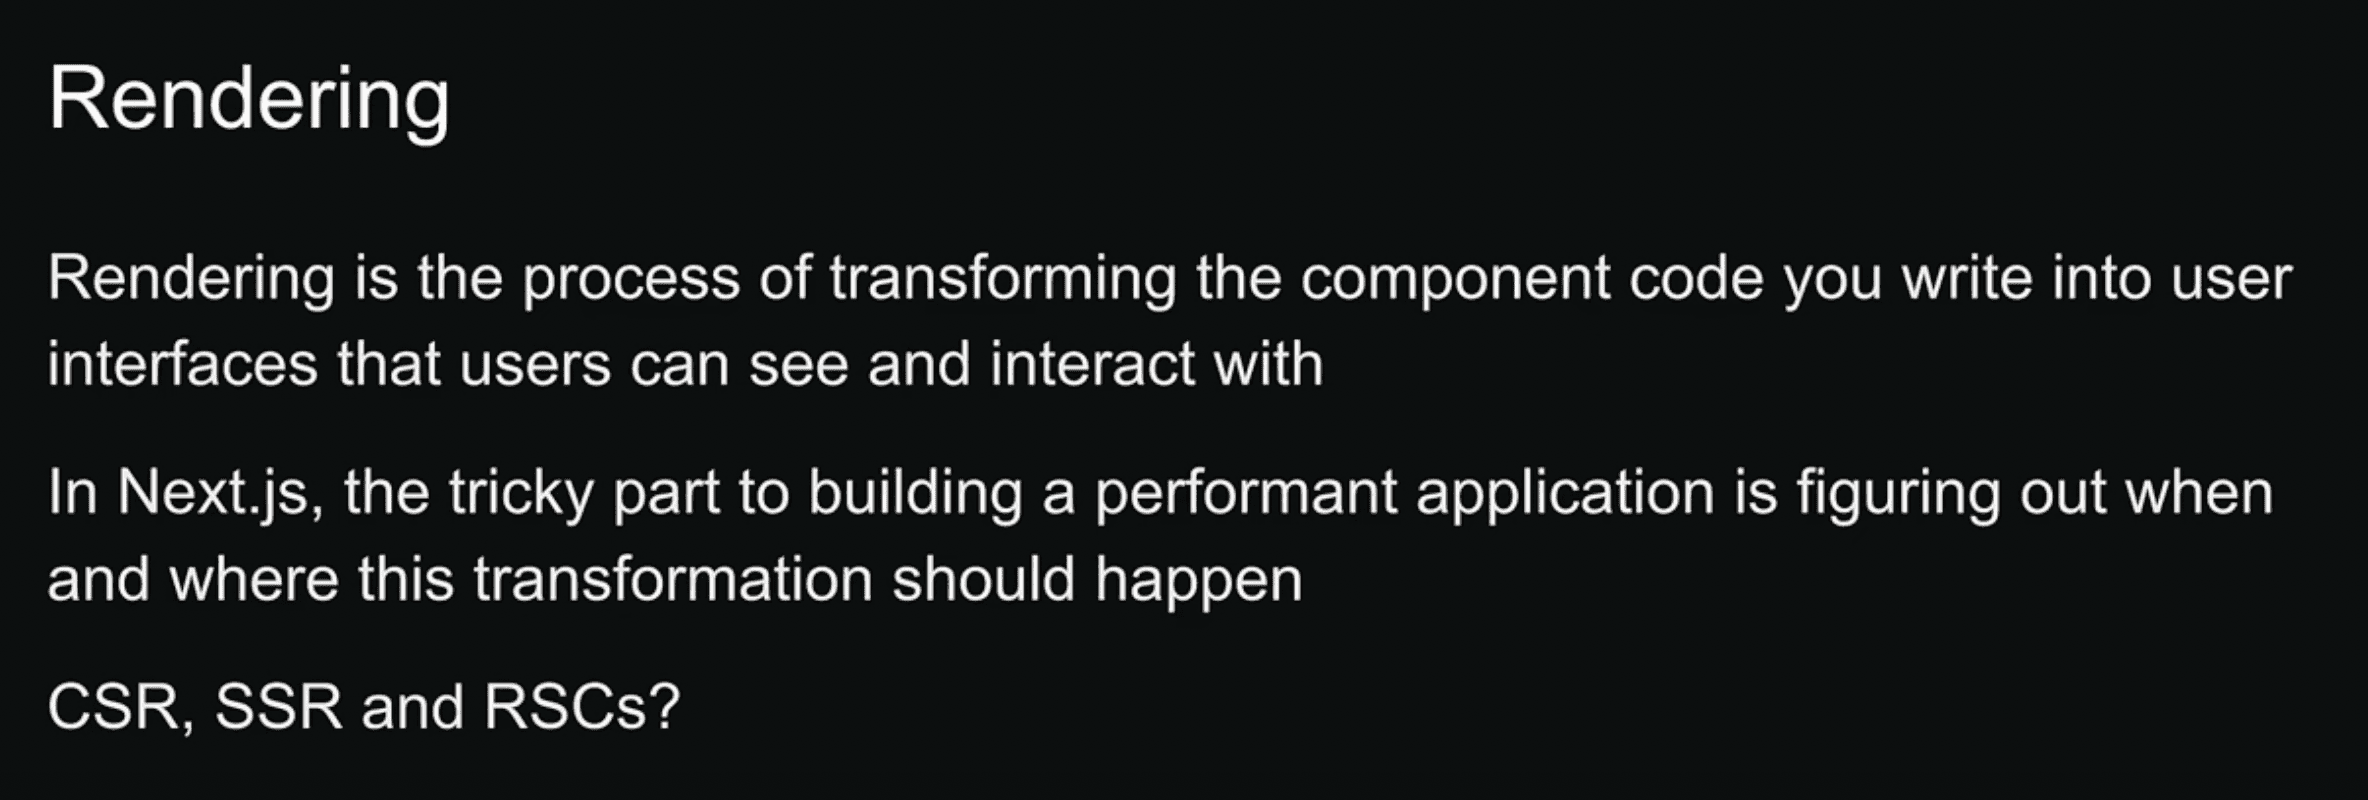 Rendering
Rendering is the process of transforming the component code you write into user
interfaces that users can see and interact with
In Next.js, the tricky part to building a performant application is figuring out when
and where this transformation should happen
CSR, SSR and RSCs?